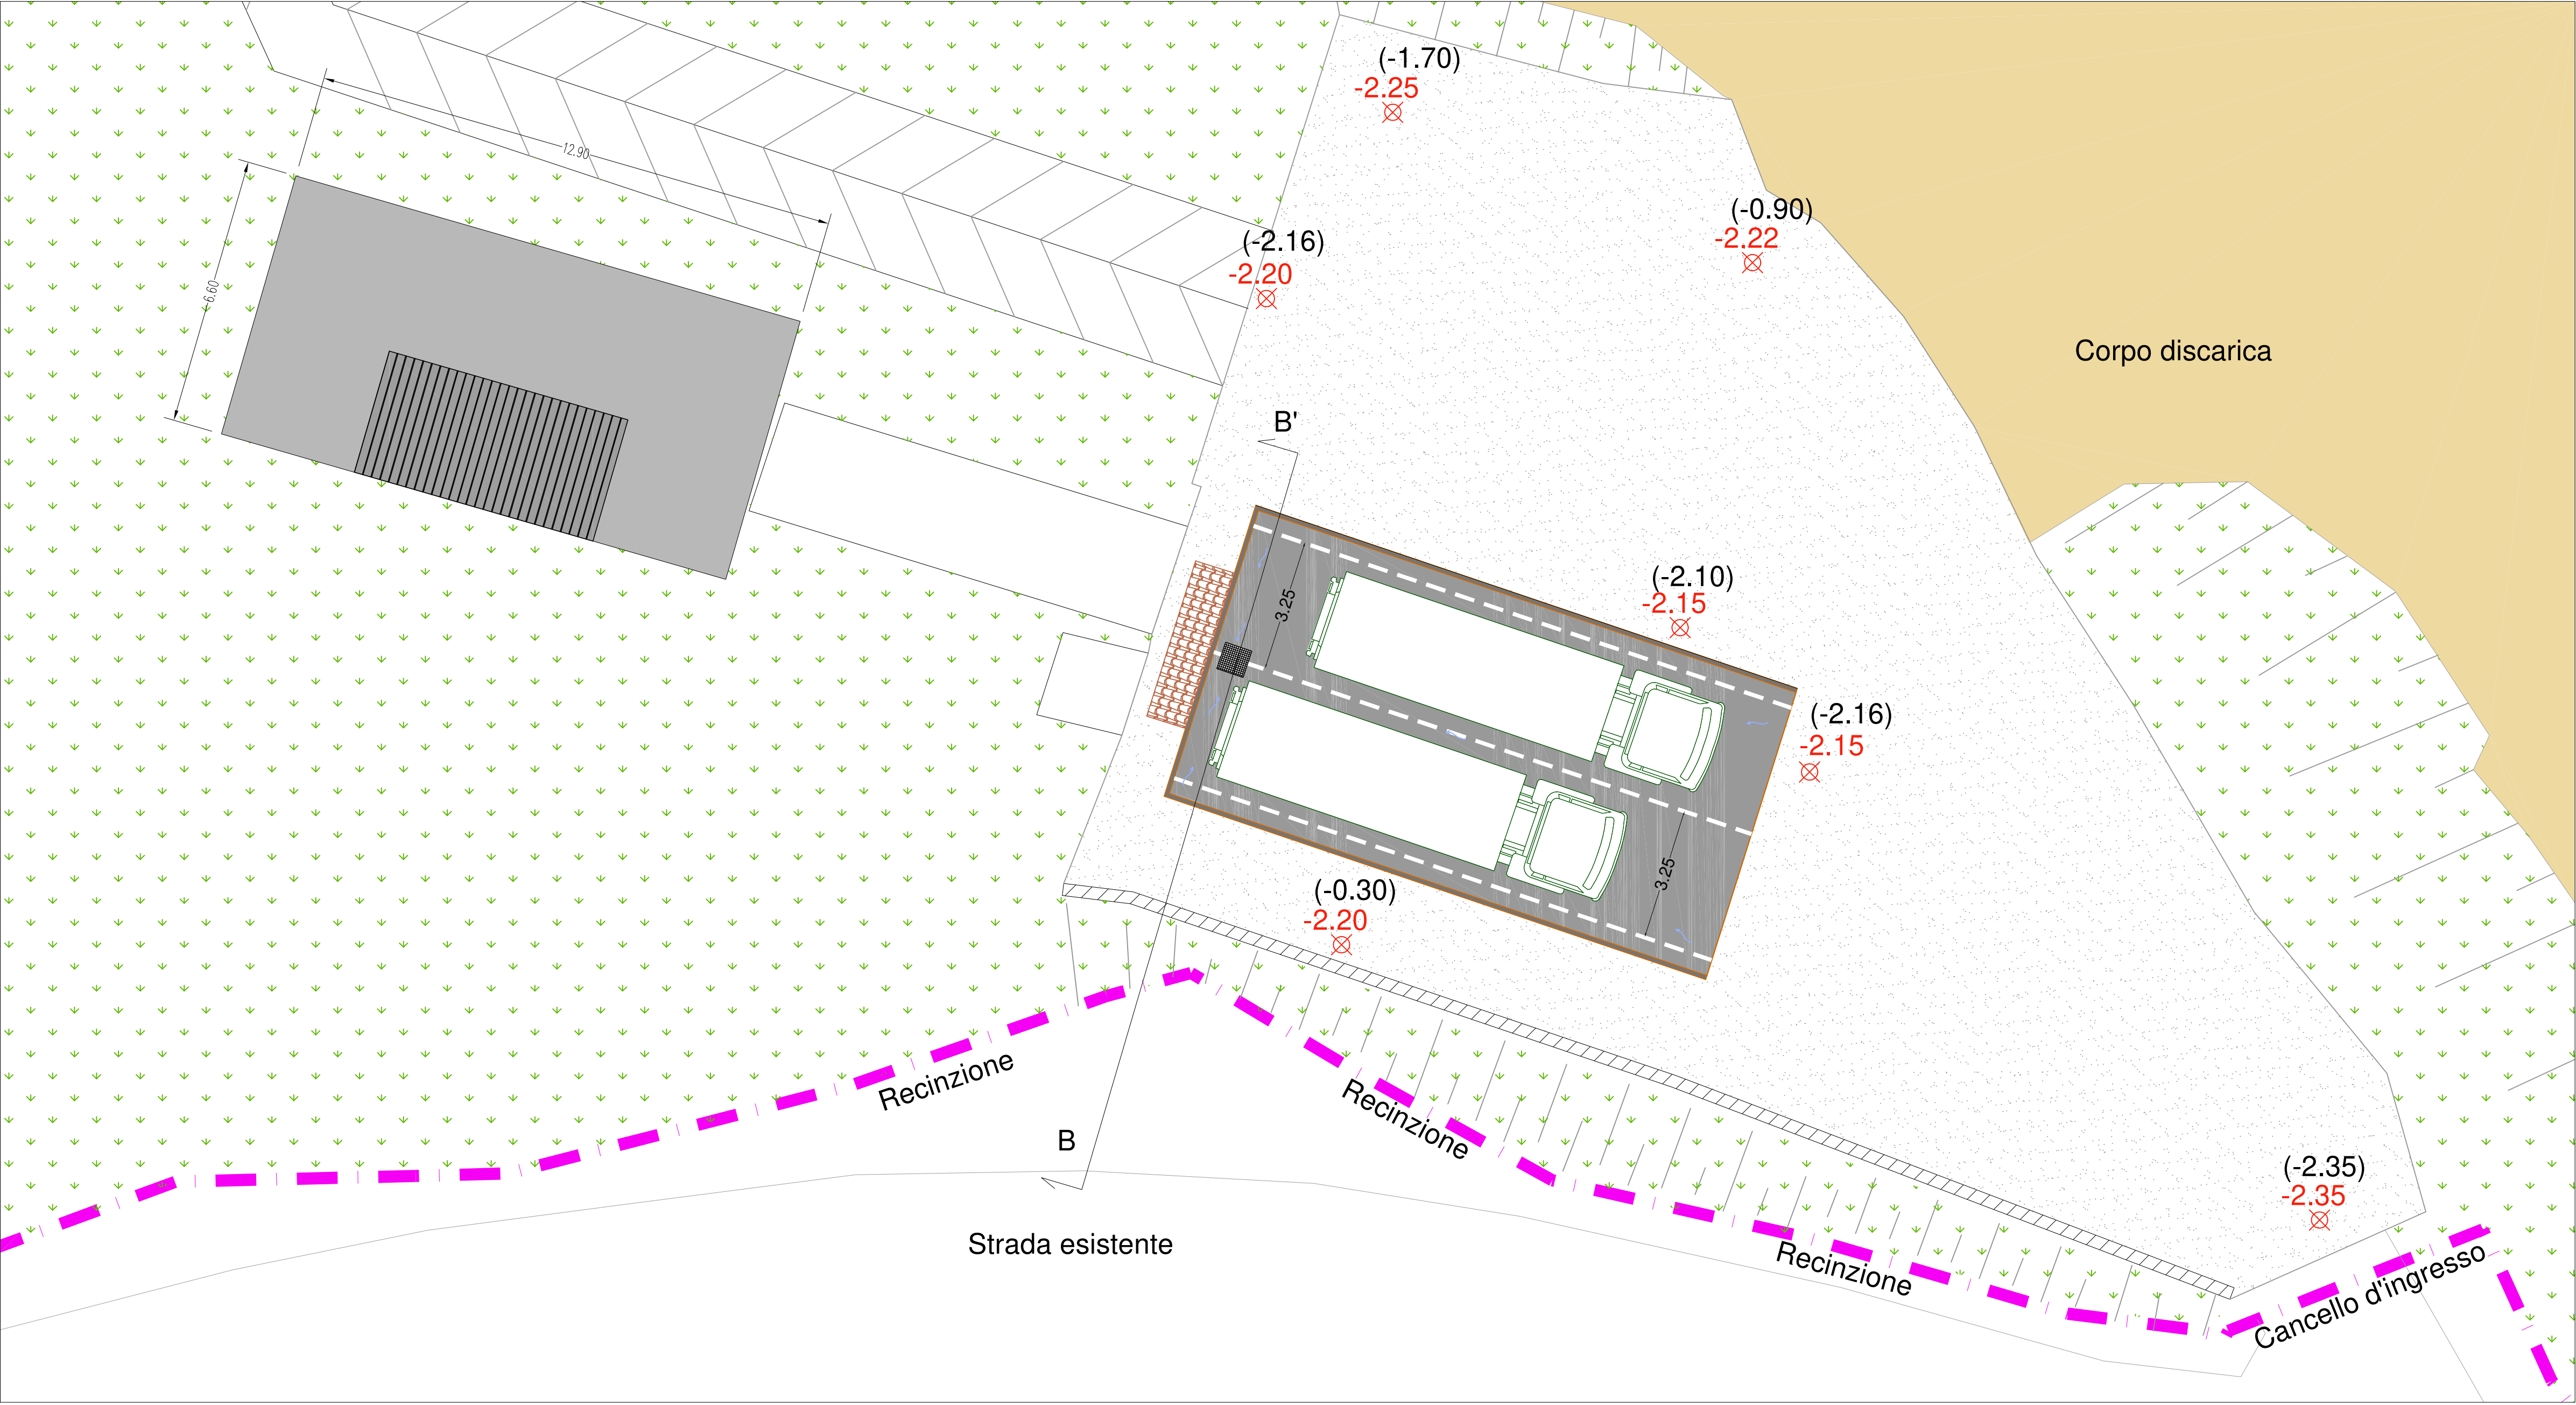 (-1.70)
-2.25
12.90
(-0.90)
-2.22
(-2.16)
-2.20
6.60
Corpo discarica
B'
3.25
(-2.10)
-2.15
(-2.16)
-2.15
3.25
(-0.30)
-2.20
Recinzione
Recinzione
B
Strada esistente
(-2.35)
-2.35
Recinzione
Cancello d'ingresso